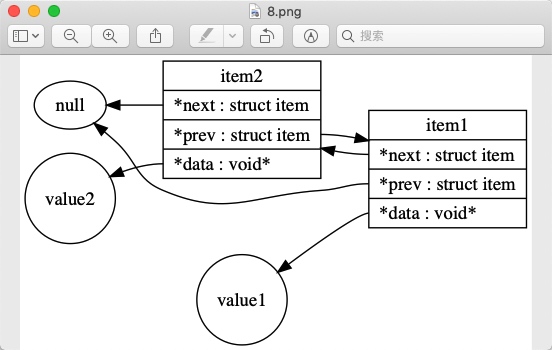 8.png
搜索
null
item2
*next : struct item
*prev : struct item
*data : void*
item1
*next : struct item
*prev : struct item
*data : void*
value2
value1